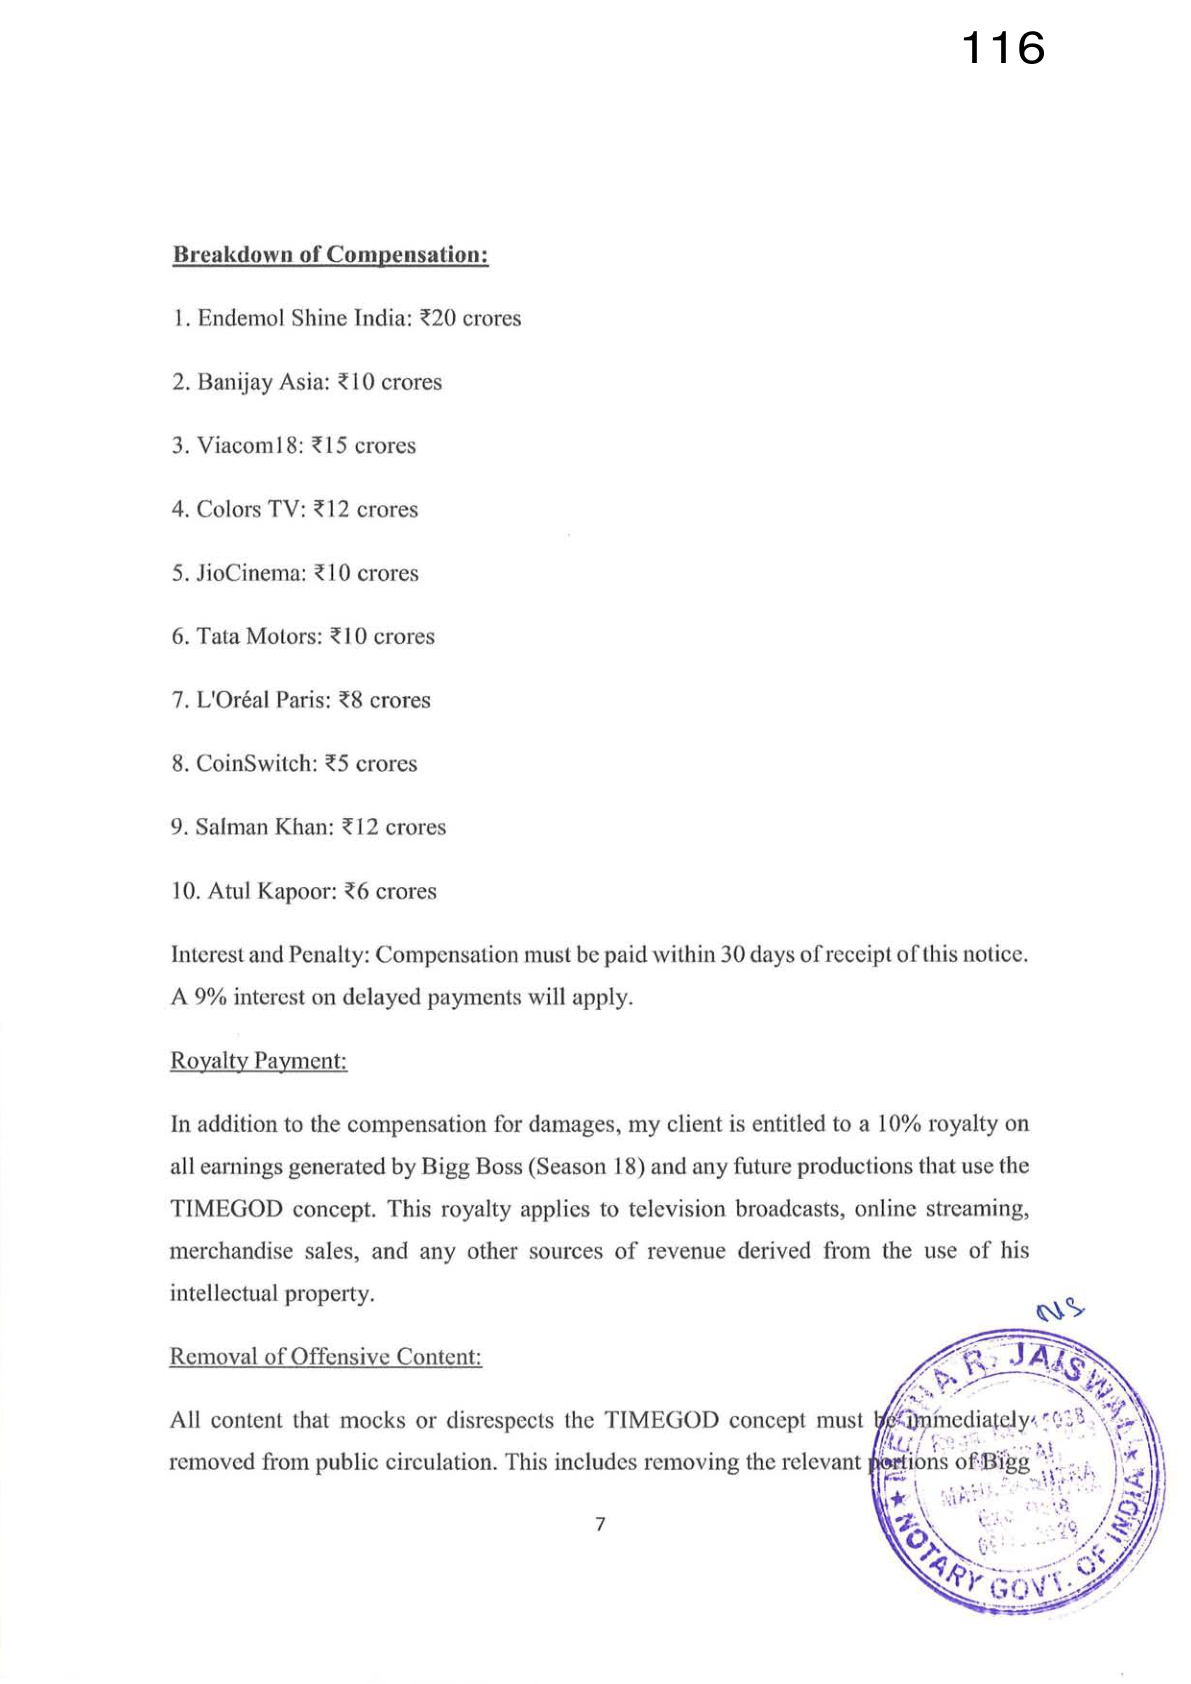 116
Breakdown of Compensation:
1. Endemol Shine India: ₹20 crores
2. Banijay Asia: ₹10 crores
3. Viacom18: ₹15 crores
4. Colors TV: ₹12 crores
5. JioCinema: ₹10 crores
6. Tata Motors: ₹10 crores
7. L'Oréal Paris: ₹8 crores
8. CoinSwitch: ₹5 crores
9. Salman Khan: ₹12 crores
10. Atul Kapoor: ₹6 crores
Interest and Penalty: Compensation must be paid within 30 days of receipt of this notice.
A 9% interest on delayed payments will apply.
Royalty Payment:
In addition to the compensation for damages, my client is entitled to a 10% royalty on
all earnings generated by Bigg Boss (Season 18) and any future productions that use the
TIMEGOD concept. This royalty applies to television broadcasts, online streaming,
merchandise sales, and any other sources of revenue derived from the use of his
intellectual property.
Removal of Offensive Content:
All content that mocks or disrespects the TIMEGOD concept must be immediately
removed from public circulation. This includes removing the relevant portions of Bigg
7
R. JAISWAL
NOTARY GOVT. OF INDIA